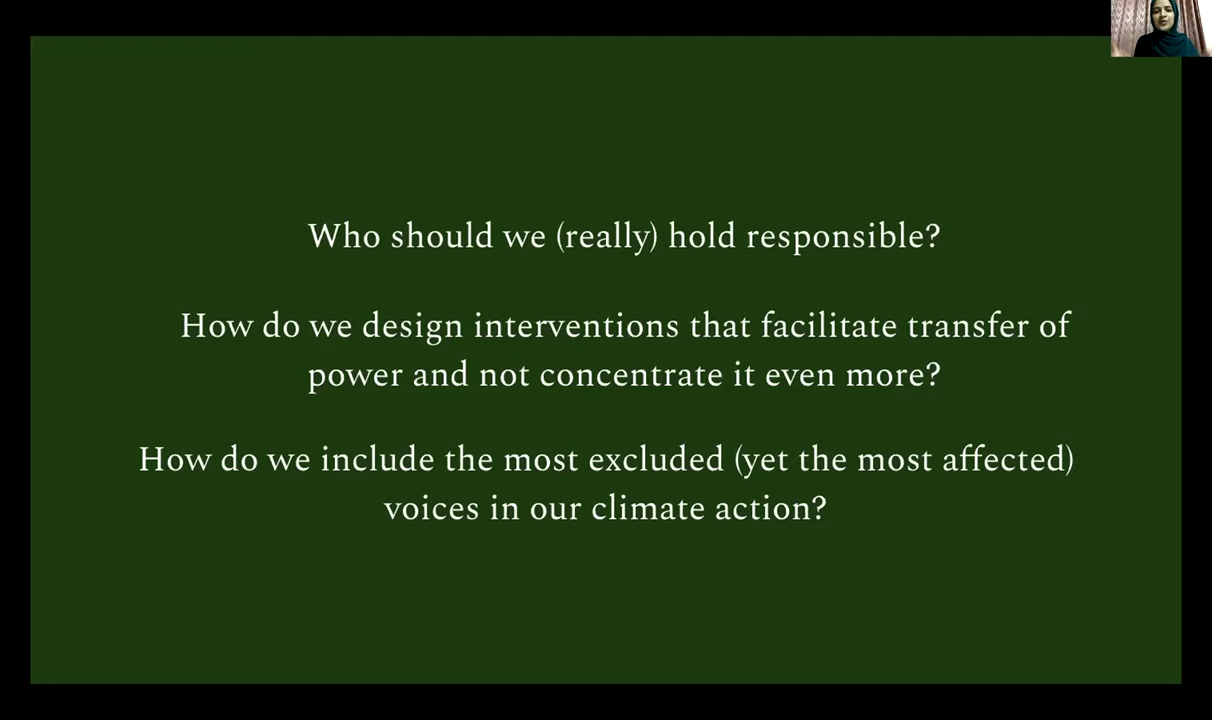 Who should we (really) hold responsible?
How do we design interventions that facilitate transfer of
power and not concentrate it even more?
How do we include the most excluded (yet the most affected)
voices in our climate action?